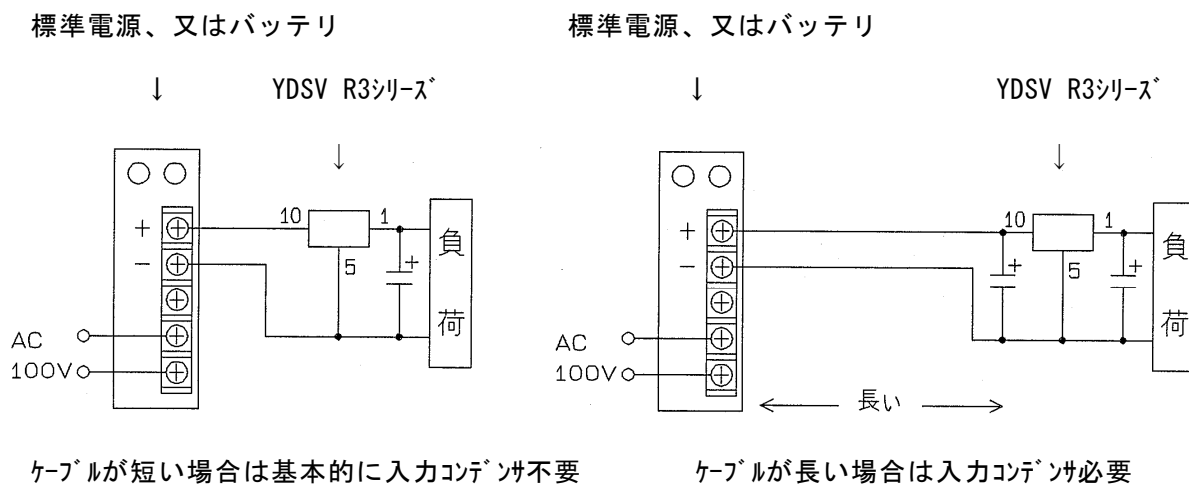 標準電源、又はバッテリ
↓
YDSV R3ｼﾘｰｽﾞ
↓
+
−
10
1
5
+
負荷
AC
100V
ｹｰﾌﾞﾙが短い場合は基本的に入力ｺﾝﾃﾞﾝｻ不要
標準電源、又はバッテリ
↓
YDSV R3ｼﾘｰｽﾞ
↓
+
−
10
1
+
5
+
負荷
AC
100V
長い
ｹｰﾌﾞﾙが長い場合は入力ｺﾝﾃﾞﾝｻ必要